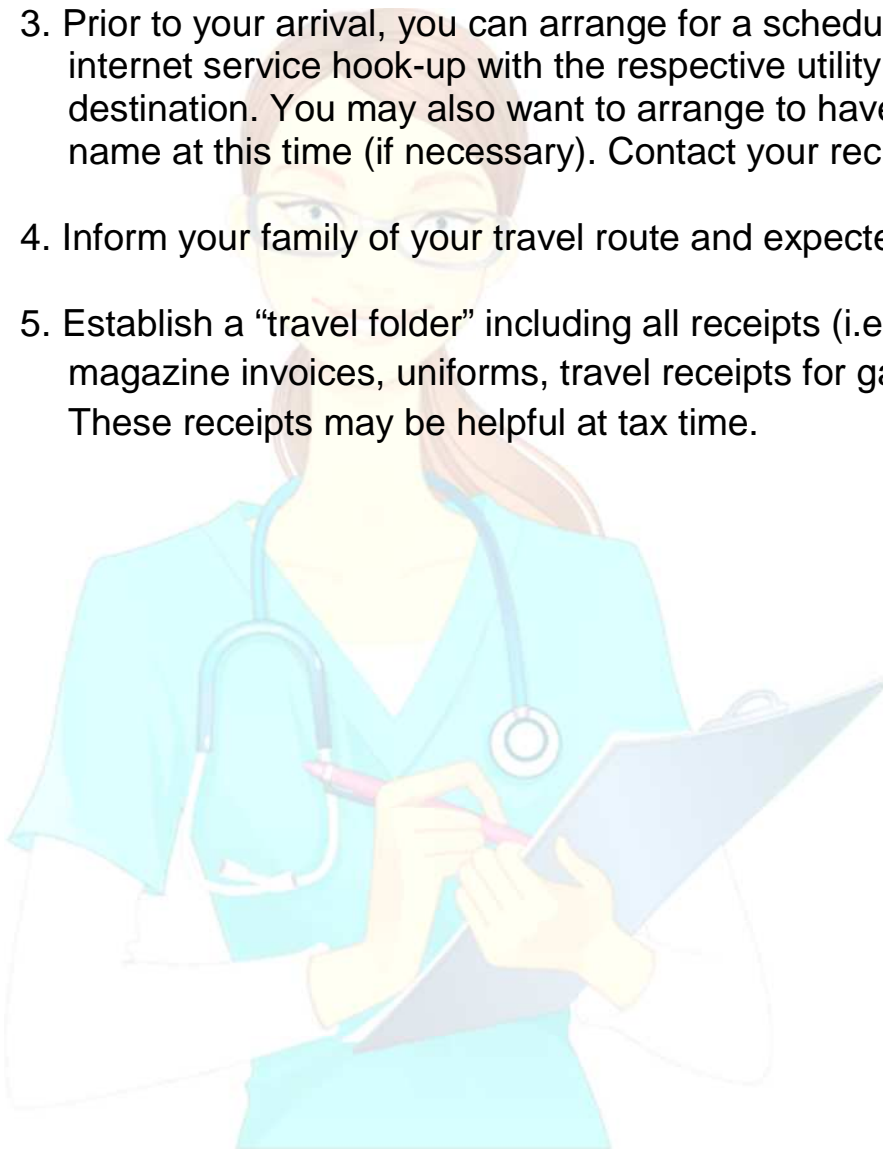 3. Prior to your arrival, you can arrange for a schedu
internet service hook-up with the respective utility
destination. You may also want to arrange to have
name at this time (if necessary). Contact your rec
4. Inform your family of your travel route and expecte
5. Establish a “travel folder” including all receipts (i.e
magazine invoices, uniforms, travel receipts for ga
These receipts may be helpful at tax time.